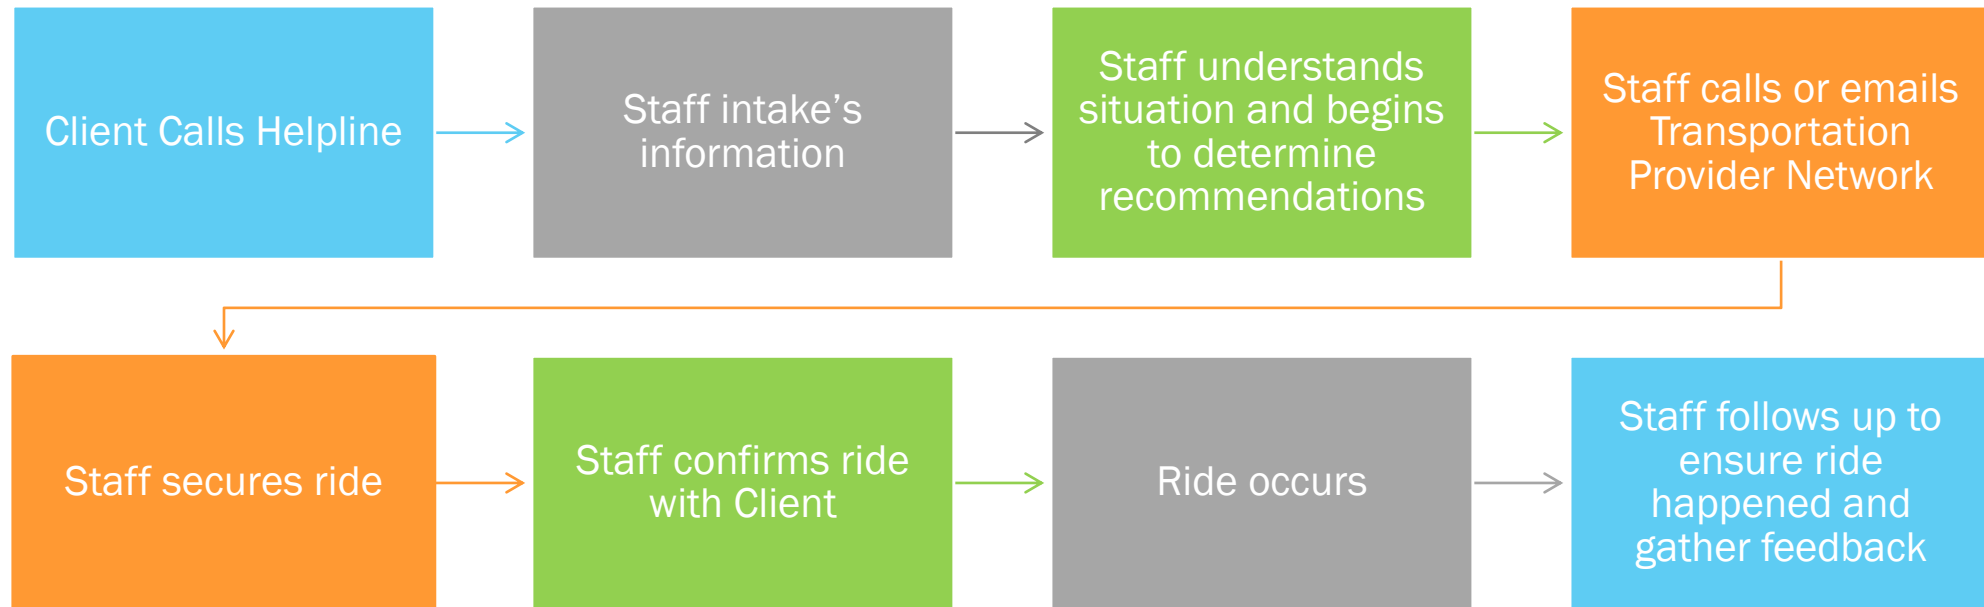 Client Calls Helpline
Staff intake’s
information
Staff understands
situation and begins
to determine
recommendations
Staff calls or emails
Transportation
Provider Network
Staff secures ride
Staff confirms ride
with Client
Ride occurs
Staff follows up to
ensure ride
happened and
gather feedback